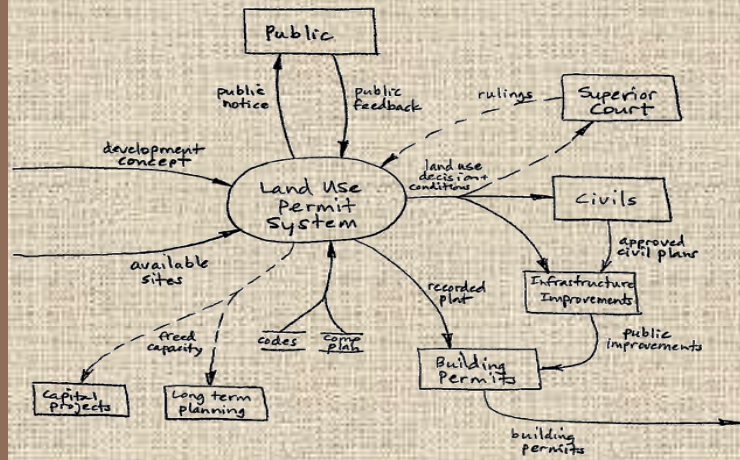 Public
public
notice
public
feedback
rulings
Superior
Court
development
concept
land use
decision +
conditions
Land Use
Permit
System
Civils
available
sites
approved
civil plans
recorded
plat
Infrastructure
Improvements
freed
capacity
codes
comp
plan
public
improvements
Building
Permits
Capital
projects
Long term
planning
building
permits